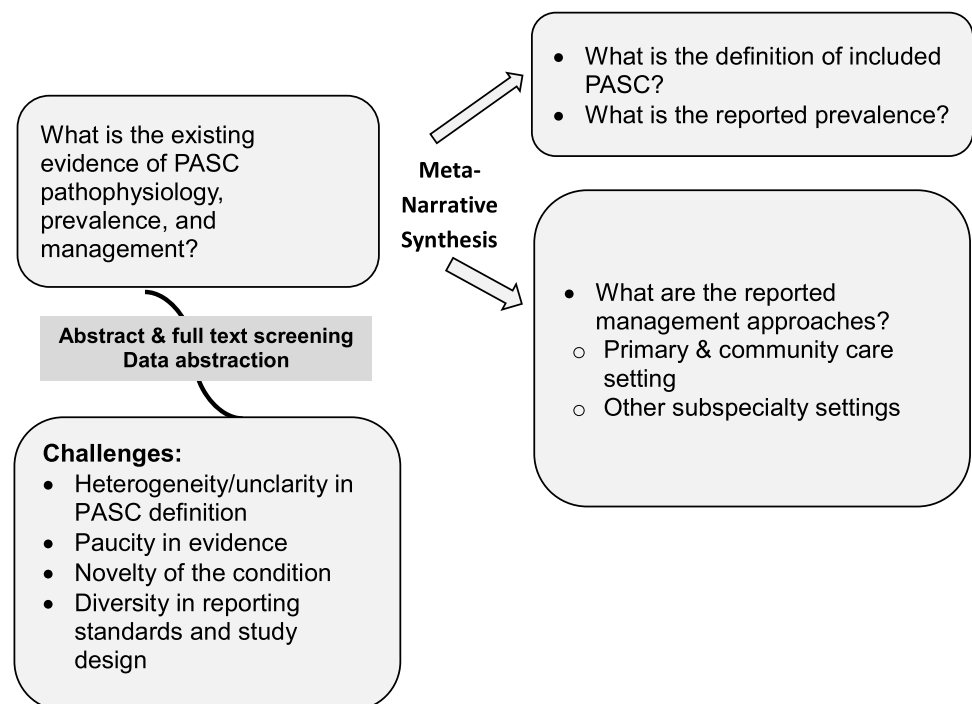 What is the existing
evidence of PASC
pathophysiology,
prevalence, and
management?
Abstract & full text screening
Data abstraction
Challenges:
• Heterogeneity/unclarity in
PASC definition
• Paucity in evidence
• Novelty of the condition
• Diversity in reporting
standards and study
design
Meta-
Narrative
Synthesis
• What is the definition of included
PASC?
• What is the reported prevalence?
• What are the reported
management approaches?
o Primary & community care
setting
o Other subspecialty settings